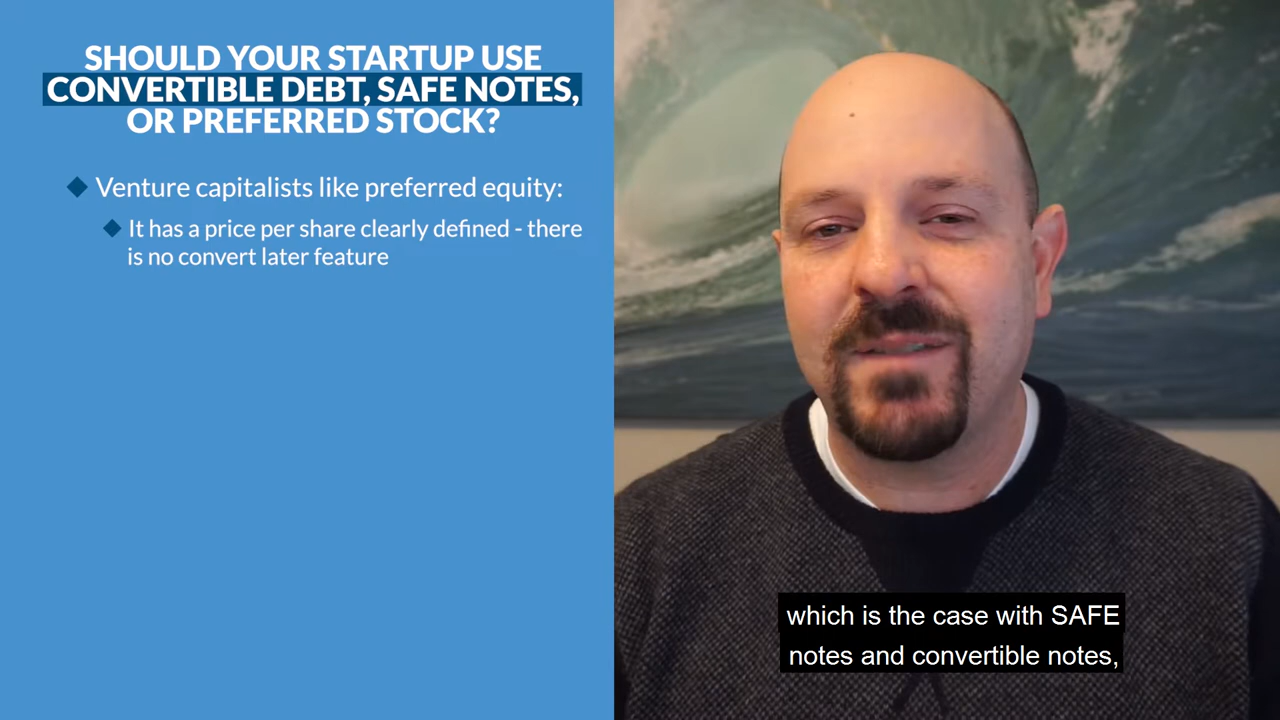 SHOULD YOUR STARTUP USE
CONVERTIBLE DEBT, SAFE NOTES,
OR PREFERRED STOCK?
Venture capitalists like preferred equity:
It has a price per share clearly defined - there
is no convert later feature
which is the case with SAFE
notes and convertible notes,